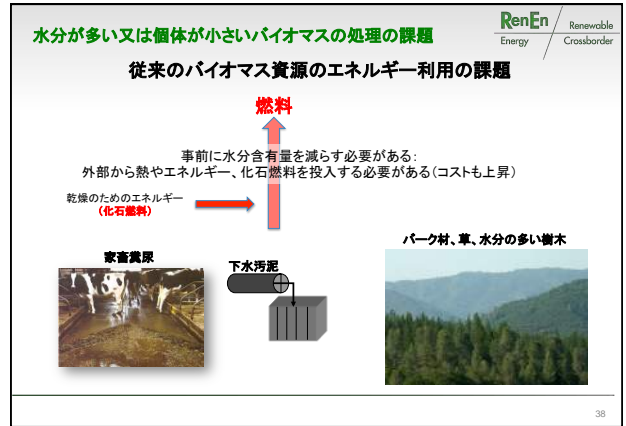 水分が多い又は個体が小さいバイオマスの処理の課題
RenEn
Energy
Renewable
Crossborder
従来のバイオマス資源のエネルギー利用の課題
燃料
事前に水分含有量を減らす必要がある:
外部から熱やエネルギー、化石燃料を投入する必要がある(コストも上昇)
乾燥のためのエネルギー
(化石燃料)
家畜糞尿
下水汚泥
バーク材、草、水分の多い樹木
38